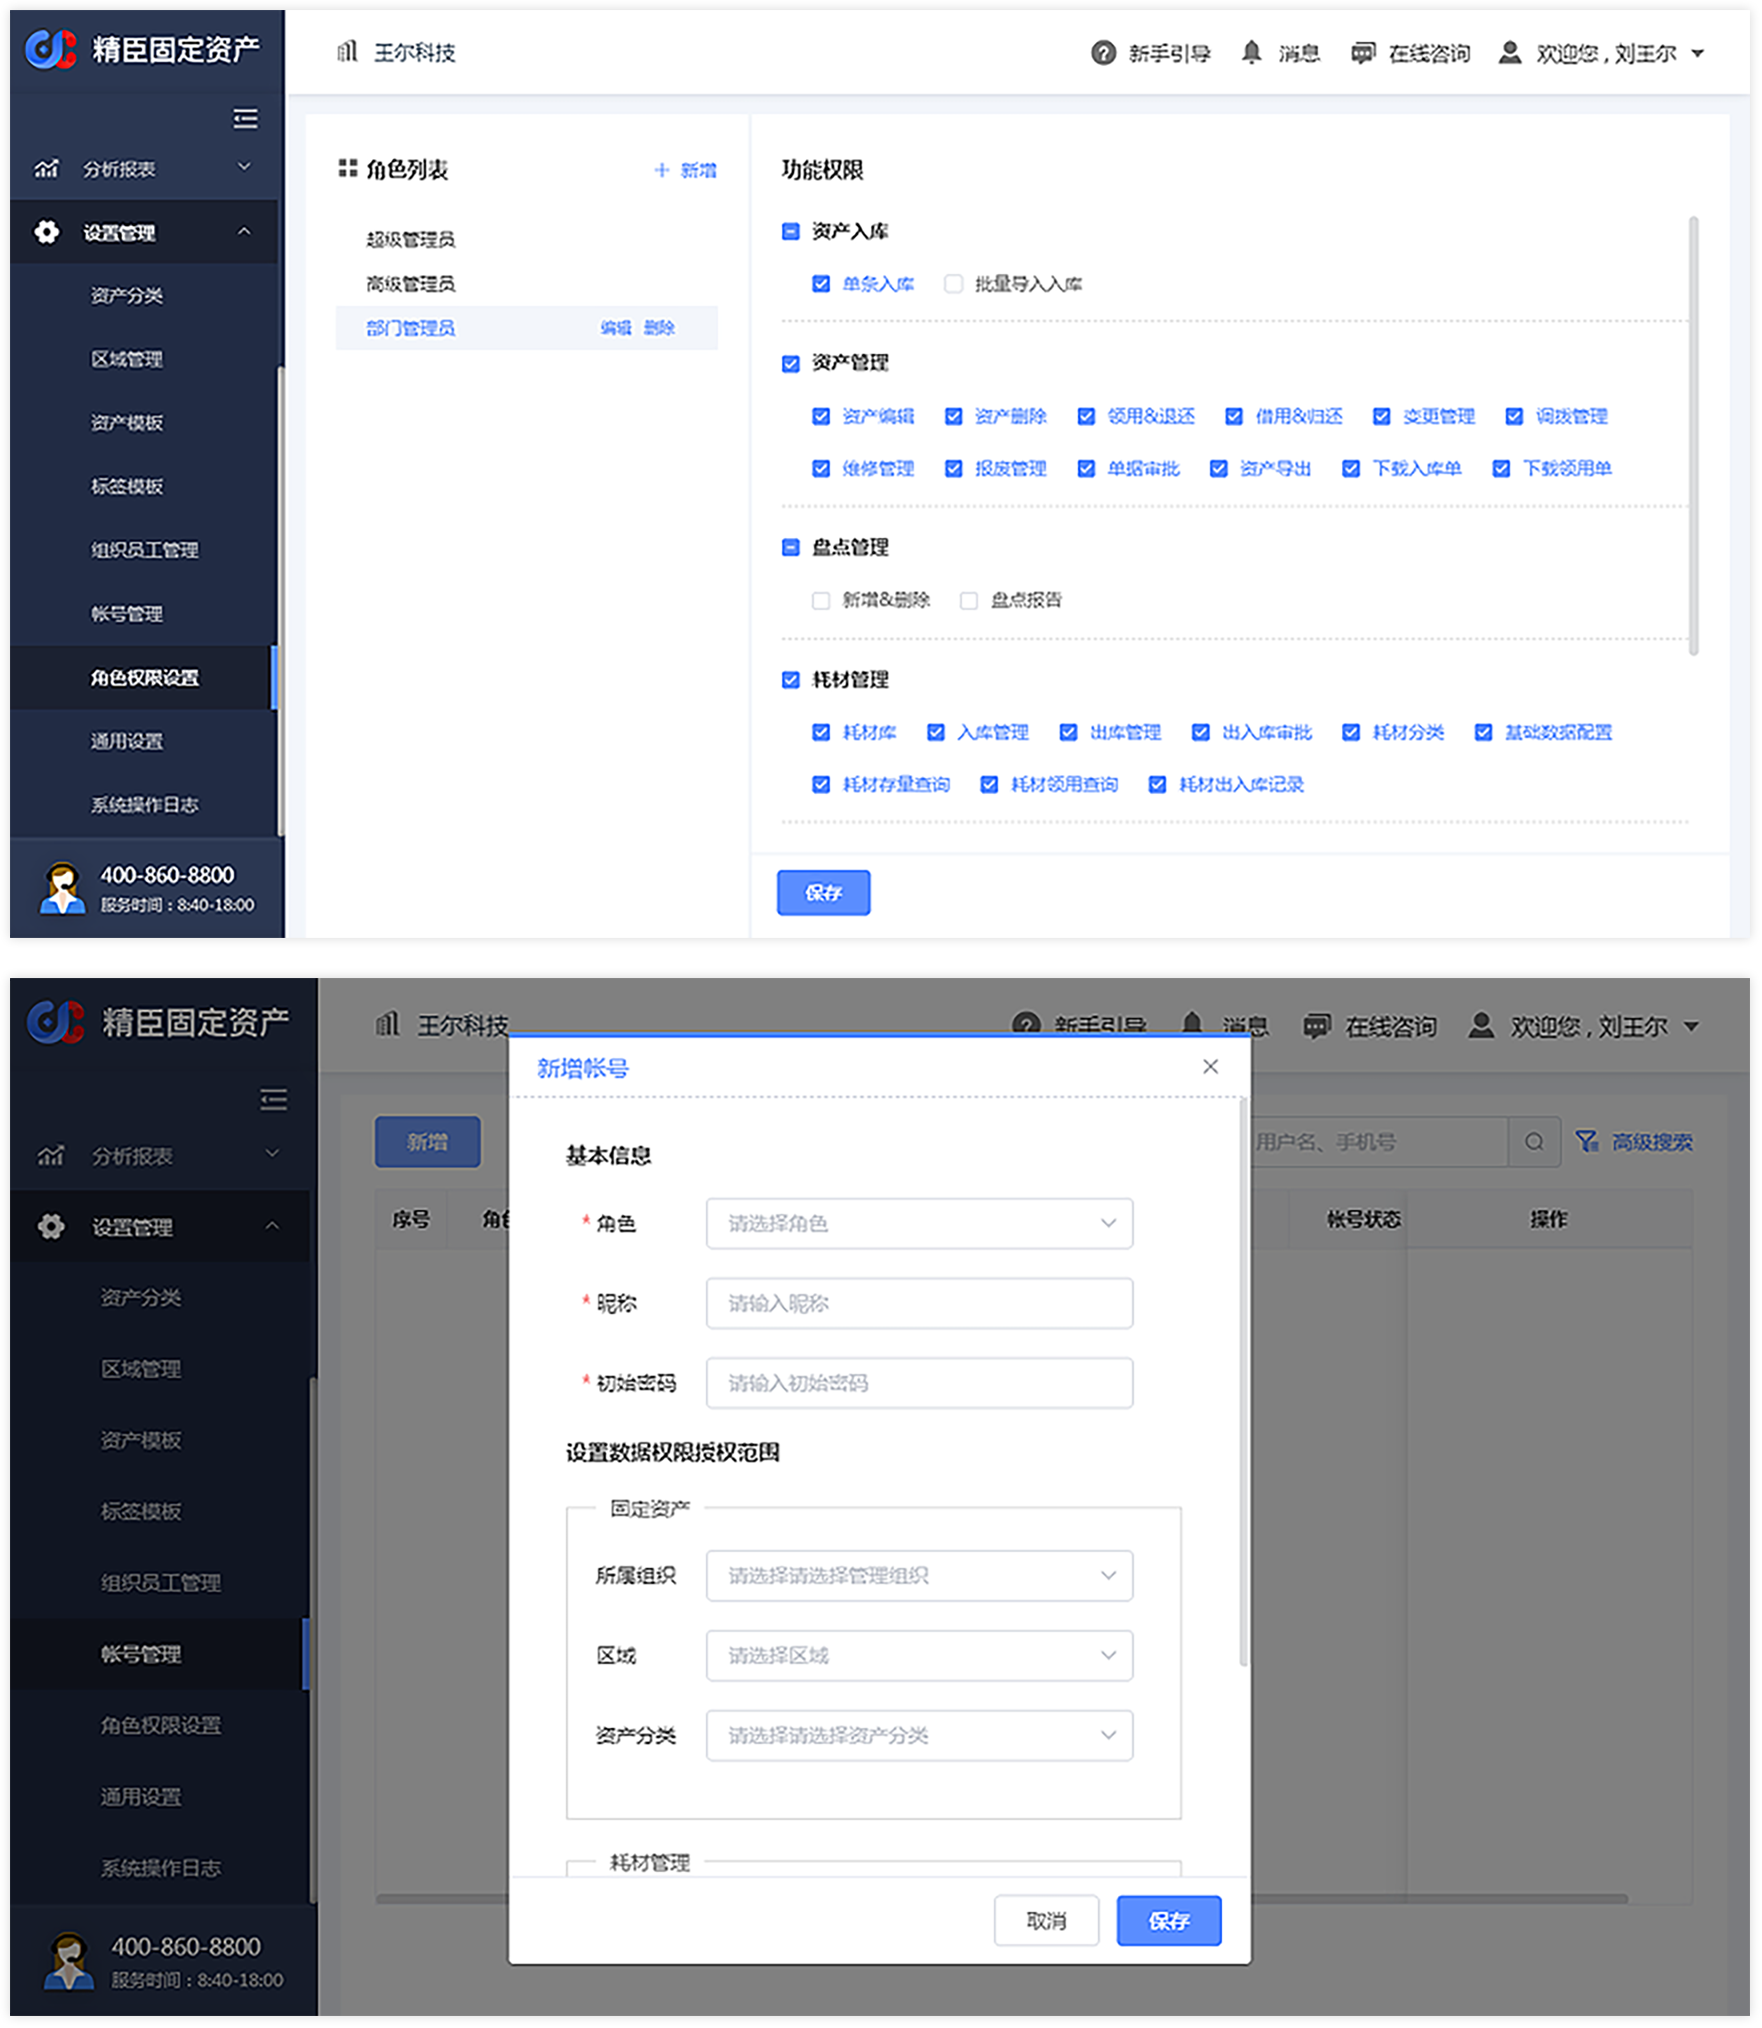 精臣固定资产
王尔科技
新手引导 消息 在线咨询 欢迎您，刘王尔
分析报表
设置管理
资产分类
区域管理
资产模板
标签模板
组织员工管理
帐号管理
角色权限设置
通用设置
系统操作日志
400-860-8800
服务时间：8:40-18:00
角色列表 + 新增
超级管理员
高级管理员
部门管理员 编辑 删除
功能权限
资产入库
单条入库 批量导入入库
资产管理
资产编辑 资产删除 领用&退还 借用&归还 变更管理 调拨管理
维修管理 报废管理 单据审批 资产导出 下载入库单 下载领用单
盘点管理
新增&删除 盘点报告
耗材管理
耗材库 入库管理 出库管理 出入库审批 耗材分类 基础数据配置
耗材存量查询 耗材领用查询 耗材出入库记录
保存
精臣固定资产
王尔科技
新手引导 消息 在线咨询 欢迎您，刘王尔
分析报表
设置管理
资产分类
区域管理
资产模板
标签模板
组织员工管理
帐号管理
角色权限设置
通用设置
系统操作日志
400-860-8800
服务时间：8:40-18:00
新增
用户名、手机号
高级搜索
序号 角色 帐号状态 操作
新增帐号
基本信息
* 角色 请选择角色
* 昵称 请输入昵称
* 初始密码 请输入初始密码
设置数据权限授权范围
固定资产
所属组织 请选择请选择管理组织
区域 请选择区域
资产分类 请选择请选择资产分类
耗材管理
取消 保存